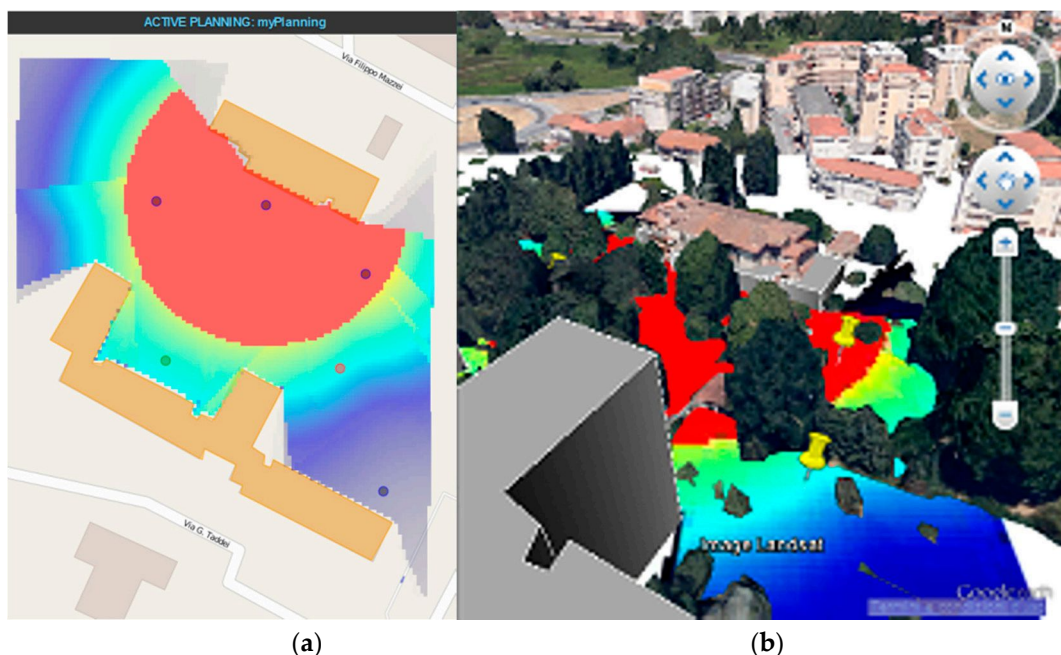 ACTIVE PLANNING: myPlanning
Via Filippo Mazzei
Via G. Taddei
N
Image Landsat
Google earth
(a)
(b)